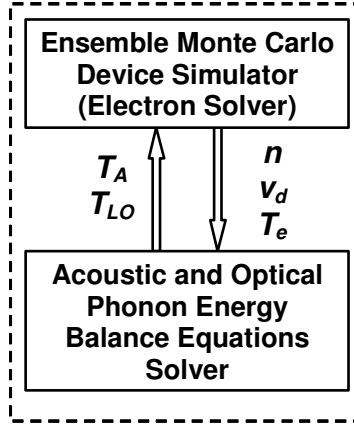 Ensemble Monte Carlo
Device Simulator
(Electron Solver)
T_A
T_LO
n
v_d
T_e
Acoustic and Optical
Phonon Energy
Balance Equations
Solver